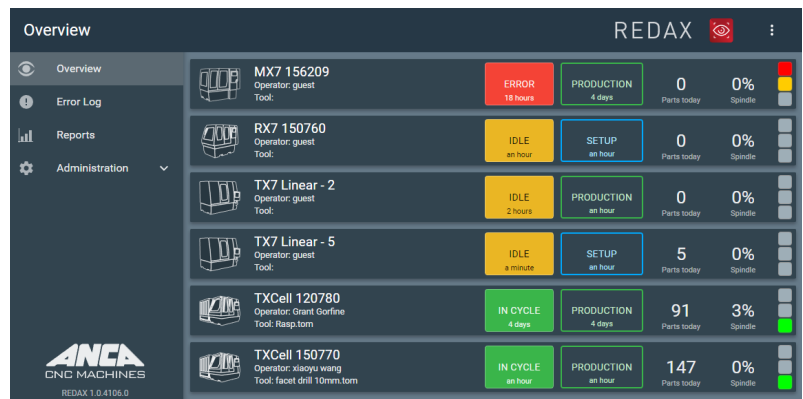 Overview
REDAX
Overview
Error Log
Reports
Administration
MX7 156209
Operator: guest
Tool:
ERROR
18 hours
PRODUCTION
4 days
0
Parts today
0%
Spindle
RX7 150760
Operator: guest
Tool:
IDLE
an hour
SETUP
an hour
0
Parts today
0%
Spindle
TX7 Linear - 2
Operator: guest
Tool:
IDLE
2 hours
PRODUCTION
an hour
0
Parts today
0%
Spindle
TX7 Linear - 5
Operator: guest
Tool:
IDLE
a minute
SETUP
an hour
5
Parts today
0%
Spindle
TXCell 120780
Operator: Grant Gorfine
Tool: Rasp.tom
IN CYCLE
4 days
PRODUCTION
4 days
91
Parts today
3%
Spindle
TXCell 150770
Operator: xiaoyu wang
Tool: facet drill 10mm.tom
IN CYCLE
an hour
PRODUCTION
an hour
147
Parts today
0%
Spindle
ANCA
CNC MACHINES
REDAX 1.0.4106.0